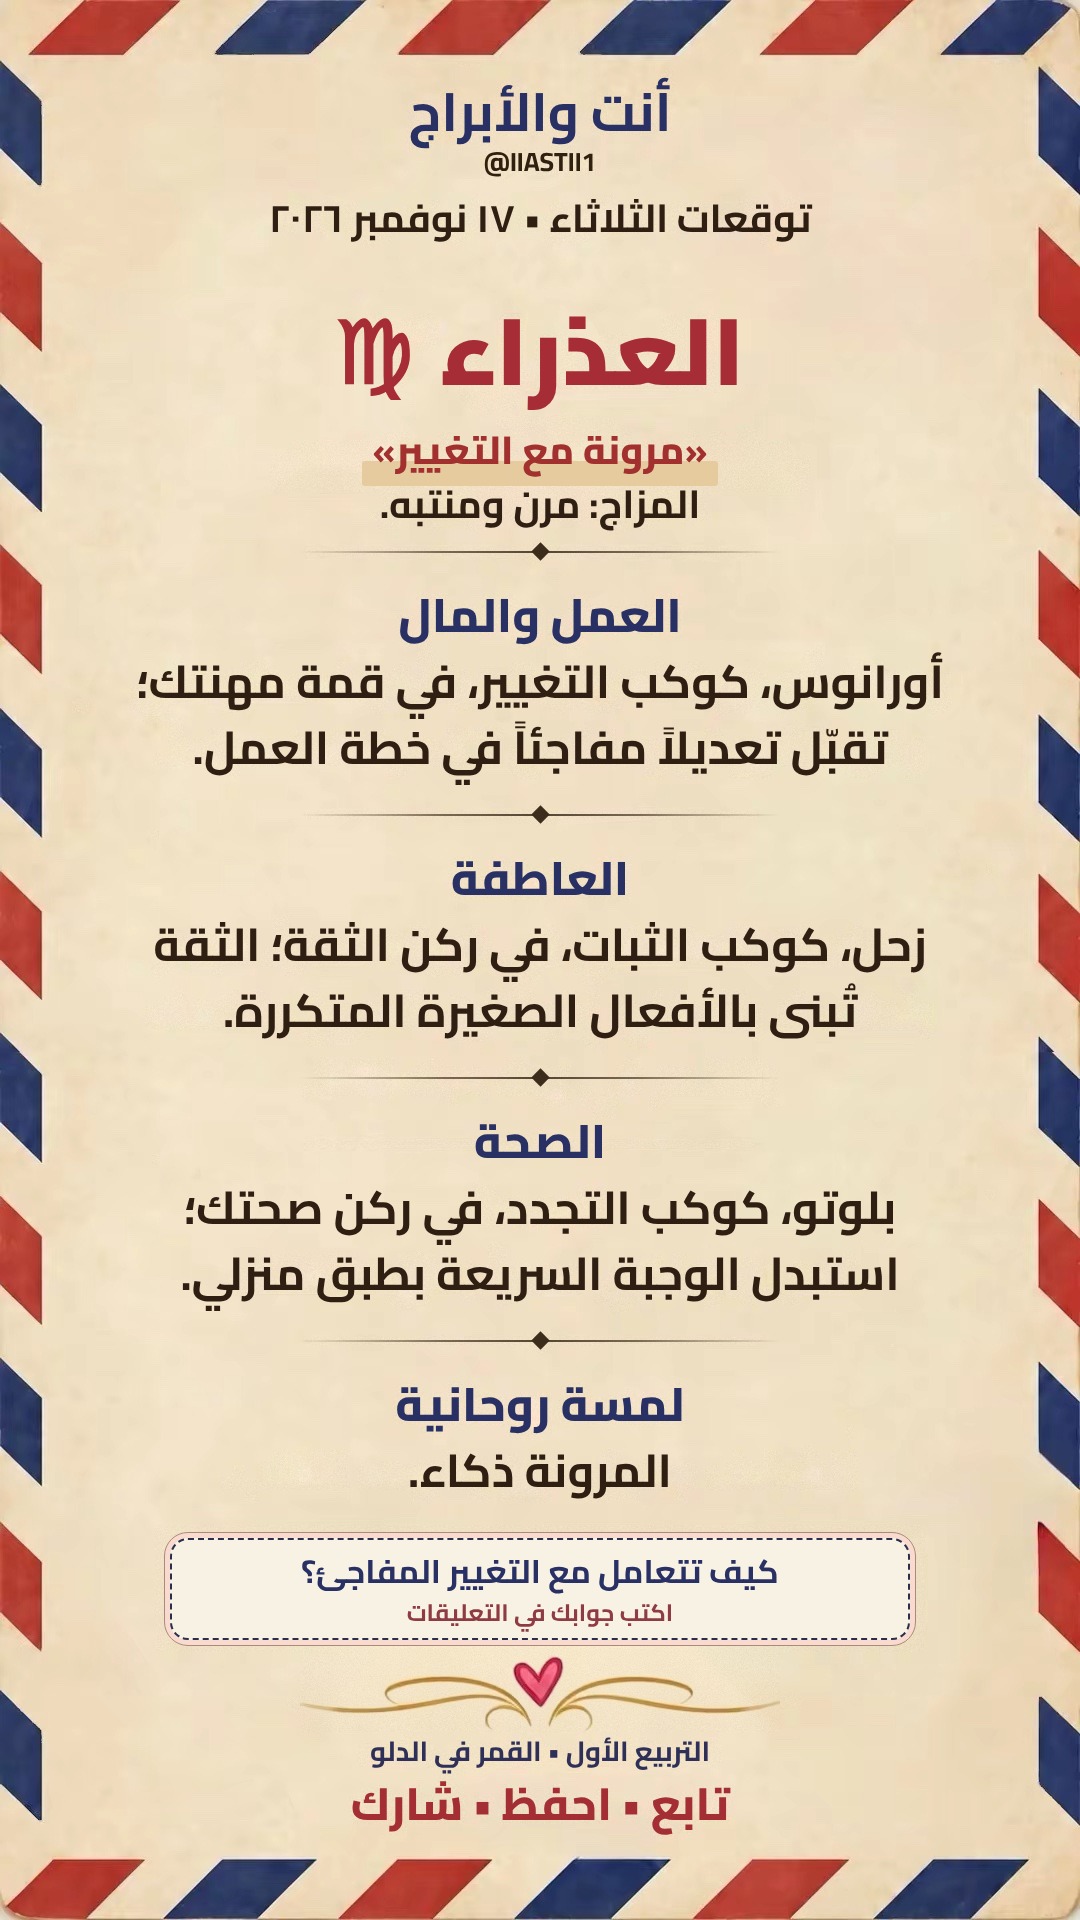 أنت والأبراج
@IIASTII1
توقعات الثلاثاء ▪ ١٧ نوفمبر ٢٠٢٦
العذراء ♍
«مرونة مع التغيير»
المزاج: مرن ومنتبه.
العمل والمال
أورانوس، كوكب التغيير، في قمة مهنتك؛
تقبّل تعديلاً مفاجئاً في خطة العمل.
العاطفة
زحل، كوكب الثبات، في ركن الثقة؛ الثقة
تُبنى بالأفعال الصغيرة المتكررة.
الصحة
بلوتو، كوكب التجدد، في ركن صحتك؛
استبدل الوجبة السريعة بطبق منزلي.
لمسة روحانية
المرونة ذكاء.
كيف تتعامل مع التغيير المفاجئ؟
اكتب جوابك في التعليقات
التربيع الأول ▪ القمر في الدلو
تابع ▪ احفظ ▪ شارك